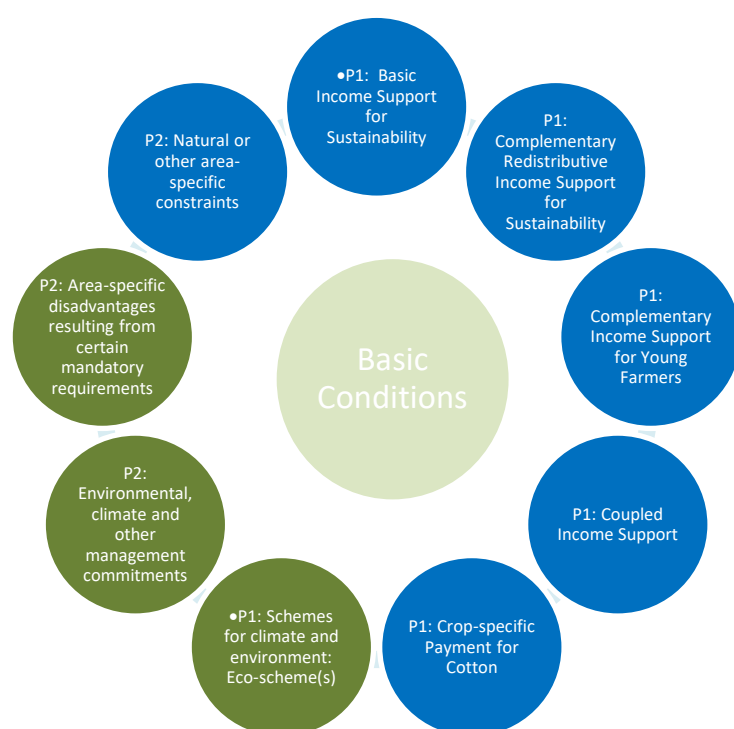 •P1:  Basic
Income Support
for
Sustainability
P1:
Complementary
Redistributive
Income Support
for
Sustainability
P1:
Complementary
Income Support
for Young
Farmers
P1: Coupled
Income Support
P1: Crop-specific
Payment for
Cotton
•P1: Schemes
for climate and
environment:
Eco-scheme(s)
P2:
Environmental,
climate and
other
management
commitments
P2: Area-specific
disadvantages
resulting from
certain
mandatory
requirements
P2: Natural or
other area-
specific
constraints
Basic
Conditions